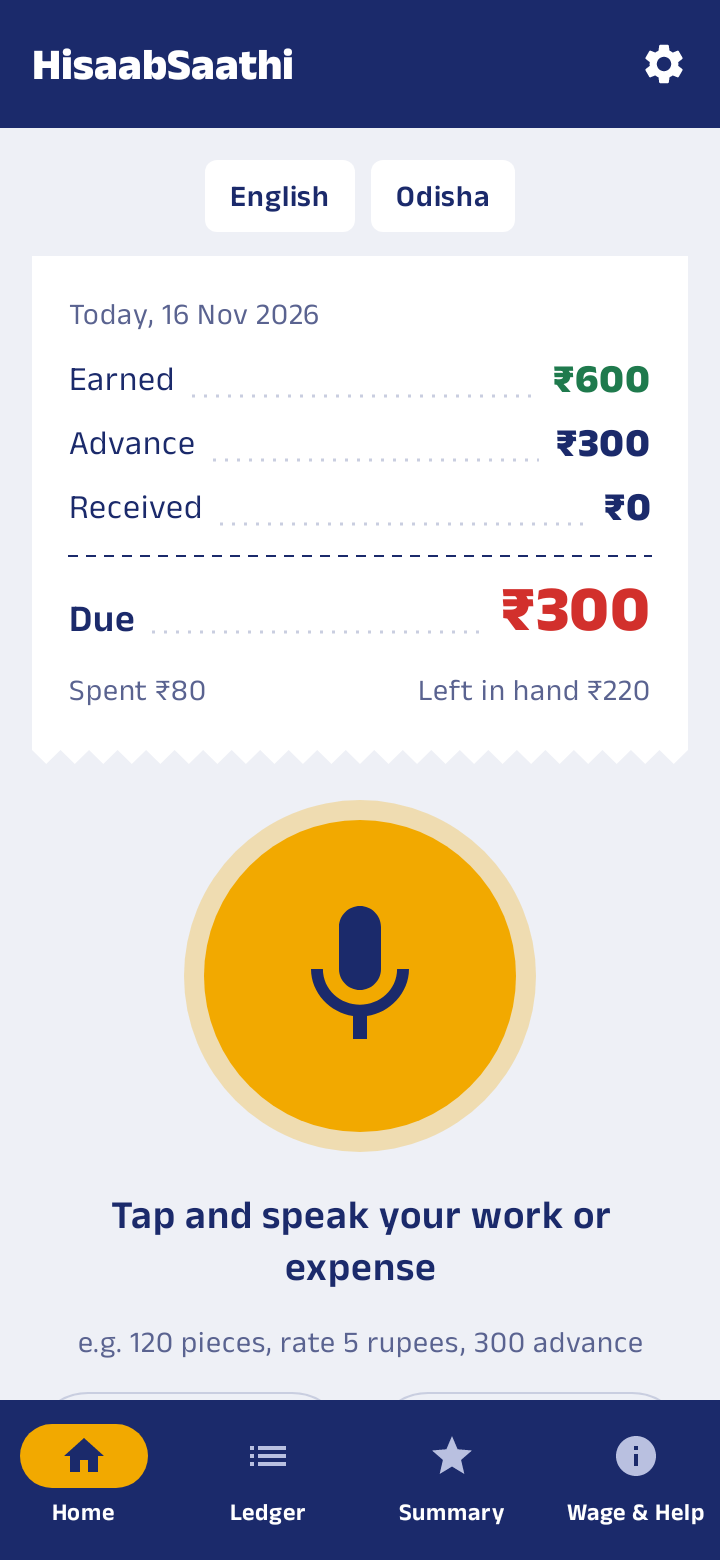 HisaabSaathi
English
Odisha
Today, 16 Nov 2026
Earned ₹600
Advance ₹300
Received ₹0
Due ₹300
Spent ₹80
Left in hand ₹220
Tap and speak your work or
expense
e.g. 120 pieces, rate 5 rupees, 300 advance
Home
Ledger
Summary
Wage & Help